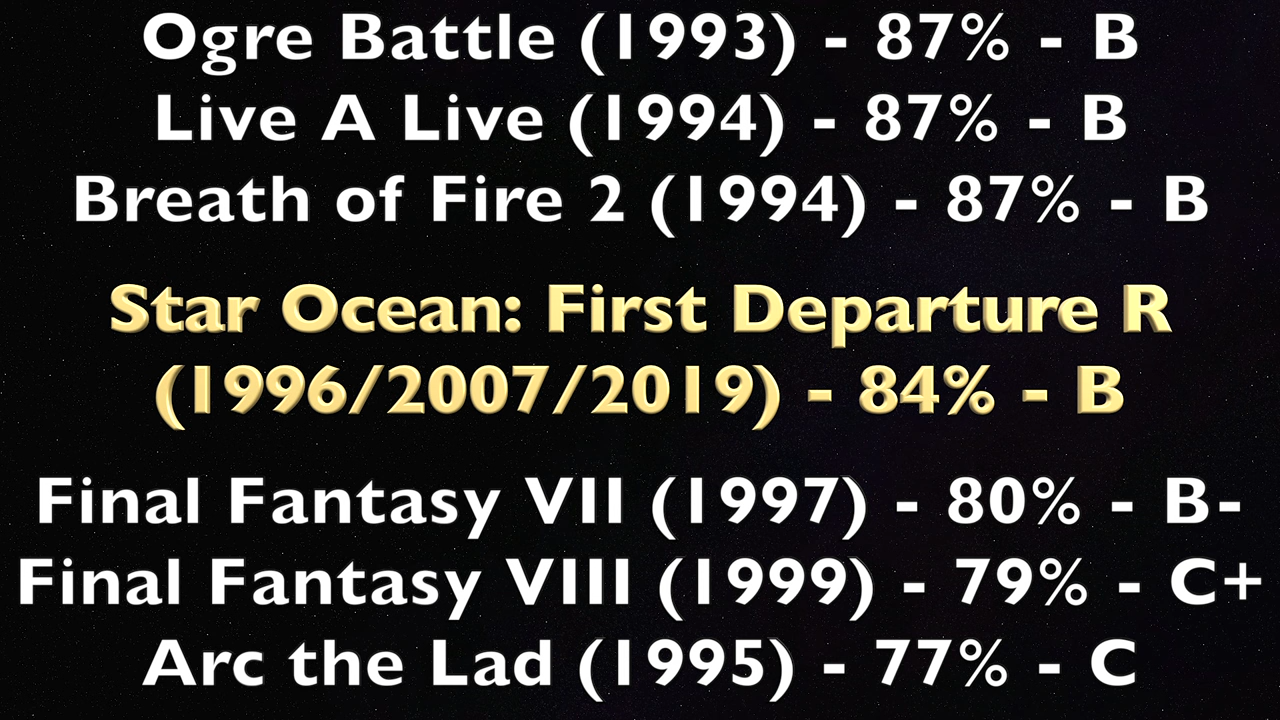 Ogre Battle (1993) - 87% - B
Live A Live (1994) - 87% - B
Breath of Fire 2 (1994) - 87% - B
Star Ocean: First Departure R
(1996/2007/2019) - 84% - B
Final Fantasy VII (1997) - 80% - B-
Final Fantasy VIII (1999) - 79% - C+
Arc the Lad (1995) - 77% - C